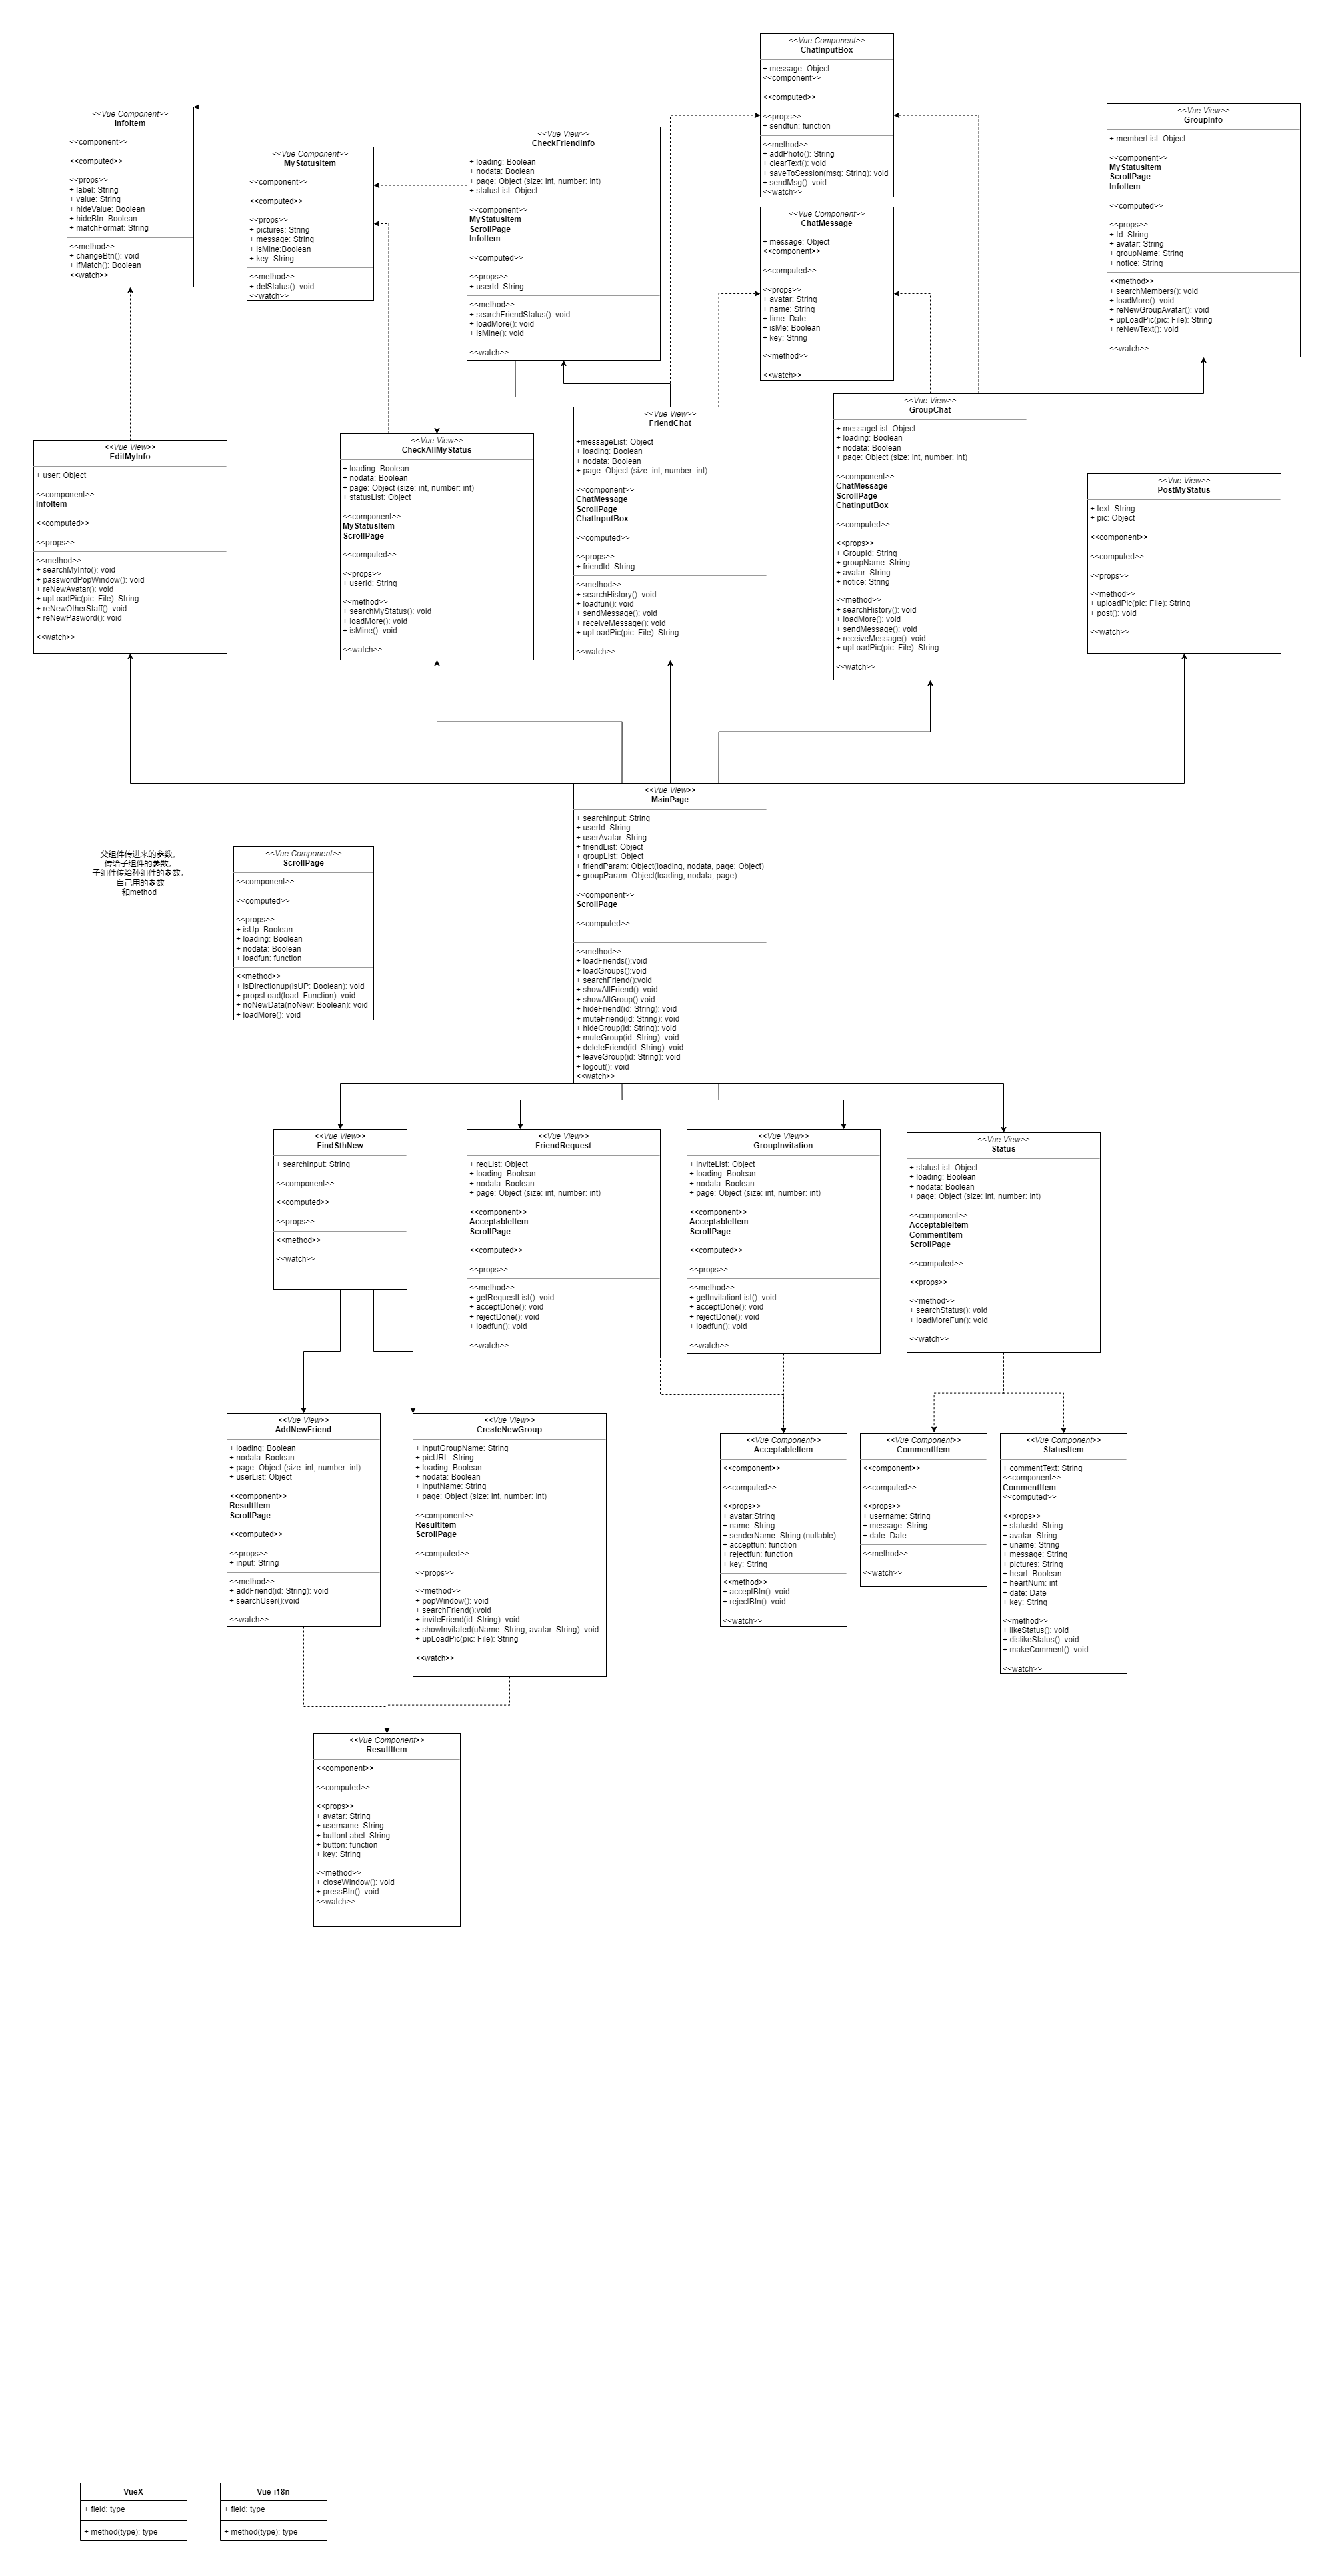 <<Vue Component>>
ChatInputBox
+ message: Object
<<component>>
<<computed>>
<<props>>
+ sendfun: function
<<method>>
+ addPhoto(): String
+ clearText(): void
+ saveToSession(msg: String): void
+ sendMsg(): void
<<watch>>
<<Vue Component>>
InfoItem
<<component>>
<<computed>>
<<props>>
+ label: String
+ value: String
+ hideValue: Boolean
+ hideBtn: Boolean
+ matchFormat: String
<<method>>
+ changeBtn(): void
+ ifMatch(): Boolean
<<watch>>
<<Vue Component>>
MyStatusItem
<<component>>
<<computed>>
<<props>>
+ pictures: String
+ message: String
+ isMine:Boolean
+ key: String
<<method>>
+ delStatus(): void
<<watch>>
<<Vue View>>
CheckFriendInfo
+ loading: Boolean
+ nodata: Boolean
+ page: Object (size: int, number: int)
+ statusList: Object
<<component>>
MyStatusItem
ScrollPage
InfoItem
<<computed>>
<<props>>
+ userId: String
<<method>>
+ searchFriendStatus(): void
+ loadMore(): void
+ isMine(): void
<<watch>>
<<Vue Component>>
ChatMessage
+ message: Object
<<component>>
<<computed>>
<<props>>
+ avatar: String
+ name: String
+ time: Date
+ isMe: Boolean
+ key: String
<<method>>
<<watch>>
<<Vue View>>
GroupInfo
+ memberList: Object
<<component>>
MyStatusItem
ScrollPage
InfoItem
<<computed>>
<<props>>
+ Id: String
+ avatar: String
+ groupName: String
+ notice: String
<<method>>
+ searchMembers(): void
+ loadMore(): void
+ reNewGroupAvatar(): void
+ upLoadPic(pic: File): String
+ reNewText(): void
<<watch>>
<<Vue View>>
EditMyInfo
+ user: Object
<<component>>
InfoItem
<<computed>>
<<props>>
<<method>>
+ searchMyInfo(): void
+ passwordPopWindow(): void
+ reNewAvatar(): void
+ upLoadPic(pic: File): String
+ reNewOtherStaff(): void
+ reNewPasword(): void
<<watch>>
<<Vue View>>
CheckAllMyStatus
+ loading: Boolean
+ nodata: Boolean
+ page: Object (size: int, number: int)
+ statusList: Object
<<component>>
MyStatusItem
ScrollPage
<<computed>>
<<props>>
+ userId: String
<<method>>
+ searchMyStatus(): void
+ loadMore(): void
+ isMine(): void
<<watch>>
<<Vue View>>
FriendChat
+messageList: Object
+ loading: Boolean
+ nodata: Boolean
+ page: Object (size: int, number: int)
<<component>>
ChatMessage
ScrollPage
ChatInputBox
<<computed>>
<<props>>
+ friendId: String
<<method>>
+ searchHistory(): void
+ loadfun(): void
+ sendMessage(): void
+ receiveMessage(): void
+ upLoadPic(pic: File): String
<<watch>>
<<Vue View>>
GroupChat
+ messageList: Object
+ loading: Boolean
+ nodata: Boolean
+ page: Object (size: int, number: int)
<<component>>
ChatMessage
ScrollPage
ChatInputBox
<<computed>>
<<props>>
+ GroupId: String
+ groupName: String
+ avatar: String
+ notice: String
<<method>>
+ searchHistory(): void
+ loadMore(): void
+ sendMessage(): void
+ receiveMessage(): void
+ upLoadPic(pic: File): String
<<watch>>
<<Vue View>>
PostMyStatus
+ text: String
+ pic: Object
<<component>>
<<computed>>
<<props>>
<<method>>
+ uploadPic(pic: File): String
+ post(): void
<<watch>>
<<Vue View>>
MainPage
+ searchInput: String
+ userId: String
+ userAvatar: String
+ friendList: Object
+ groupList: Object
+ friendParam: Object(loading, nodata, page: Object)
+ groupParam: Object(loading, nodata, page)
<<component>>
ScrollPage
<<computed>>
<<method>>
+ loadFriends():void
+ loadGroups():void
+ searchFriend():void
+ showAllFriend(): void
+ showAllGroup():void
+ hideFriend(id: String): void
+ muteFriend(id: String): void
+ hideGroup(id: String): void
+ muteGroup(id: String): void
+ deleteFriend(id: String): void
+ leaveGroup(id: String): void
+ logout(): void
<<watch>>
父组件传进来的参数，
传给子组件的参数，
子组件传给孙组件的参数，
自己用的参数
和method
<<Vue Component>>
ScrollPage
<<component>>
<<computed>>
<<props>>
+ isUp: Boolean
+ loading: Boolean
+ nodata: Boolean
+ loadfun: function
<<method>>
+ isDirectionup(isUP: Boolean): void
+ propsLoad(load: Function): void
+ noNewData(noNew: Boolean): void
+ loadMore(): void
<<Vue View>>
FindSthNew
+ searchInput: String
<<component>>
<<computed>>
<<props>>
<<method>>
<<watch>>
<<Vue View>>
FriendRequest
+ reqList: Object
+ loading: Boolean
+ nodata: Boolean
+ page: Object (size: int, number: int)
<<component>>
AcceptableItem
ScrollPage
<<computed>>
<<props>>
<<method>>
+ getRequestList(): void
+ acceptDone(): void
+ rejectDone(): void
+ loadfun(): void
<<watch>>
<<Vue View>>
GroupInvitation
+ inviteList: Object
+ loading: Boolean
+ nodata: Boolean
+ page: Object (size: int, number: int)
<<component>>
AcceptableItem
ScrollPage
<<computed>>
<<props>>
<<method>>
+ getInvitationList(): void
+ acceptDone(): void
+ rejectDone(): void
+ loadfun(): void
<<watch>>
<<Vue View>>
Status
+ statusList: Object
+ loading: Boolean
+ nodata: Boolean
+ page: Object (size: int, number: int)
<<component>>
AcceptableItem
CommentItem
ScrollPage
<<computed>>
<<props>>
<<method>>
+ searchStatus(): void
+ loadMoreFun(): void
<<watch>>
<<Vue View>>
AddNewFriend
+ loading: Boolean
+ nodata: Boolean
+ page: Object (size: int, number: int)
+ userList: Object
<<component>>
ResultItem
ScrollPage
<<computed>>
<<props>>
+ input: String
<<method>>
+ addFriend(id: String): void
+ searchUser():void
<<watch>>
<<Vue View>>
CreateNewGroup
+ inputGroupName: String
+ picURL: String
+ loading: Boolean
+ nodata: Boolean
+ inputName: String
+ page: Object (size: int, number: int)
<<component>>
ResultItem
ScrollPage
<<computed>>
<<props>>
<<method>>
+ popWindow(): void
+ searchFriend():void
+ inviteFriend(id: String): void
+ showInvitated(uName: String, avatar: String): void
+ upLoadPic(pic: File): String
<<watch>>
<<Vue Component>>
AcceptableItem
<<component>>
<<computed>>
<<props>>
+ avatar:String
+ name: String
+ senderName: String (nullable)
+ acceptfun: function
+ rejectfun: function
+ key: String
<<method>>
+ acceptBtn(): void
+ rejectBtn(): void
<<watch>>
<<Vue Component>>
CommentItem
<<component>>
<<computed>>
<<props>>
+ username: String
+ message: String
+ date: Date
<<method>>
<<watch>>
<<Vue Component>>
StatusItem
+ commentText: String
<<component>>
CommentItem
<<computed>>
<<props>>
+ statusId: String
+ avatar: String
+ uname: String
+ message: String
+ pictures: String
+ heart: Boolean
+ heartNum: int
+ date: Date
+ key: String
<<method>>
+ likeStatus(): void
+ dislikeStatus(): void
+ makeComment(): void
<<watch>>
<<Vue Component>>
ResultItem
<<component>>
<<computed>>
<<props>>
+ avatar: String
+ username: String
+ buttonLabel: String
+ button: function
+ key: String
<<method>>
+ closeWindow(): void
+ pressBtn(): void
<<watch>>
VueX
+ field: type
+ method(type): type
Vue-i18n
+ field: type
+ method(type): type